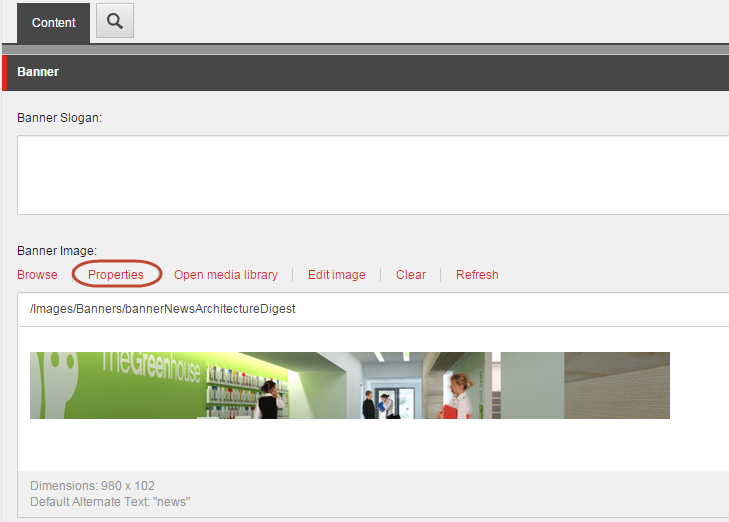 Content
Banner
Banner Slogan:
Banner Image:
Browse Properties Open media library Edit image Clear Refresh
/Images/Banners/bannerNewsArchitectureDigest
TheGreenhouse
Dimensions: 980 x 102
Default Alternate Text: "news"